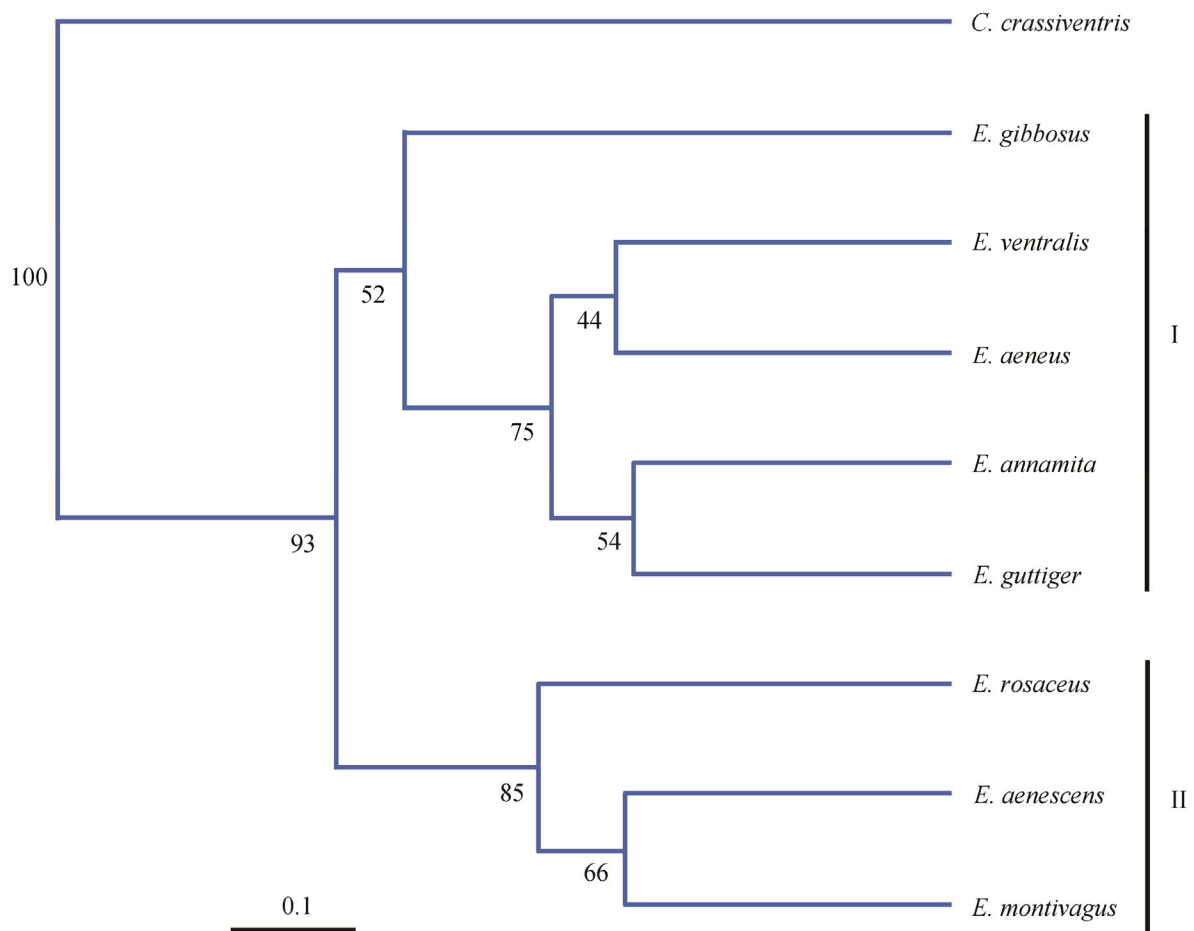 C. crassiventris
E. gibbosus
E. ventralis
100
52
44
I
E. aeneus
75
E. annamita
93
54
E. guttiger
E. rosaceus
85
E. aenescens
II
66
0.1
E. montivagus